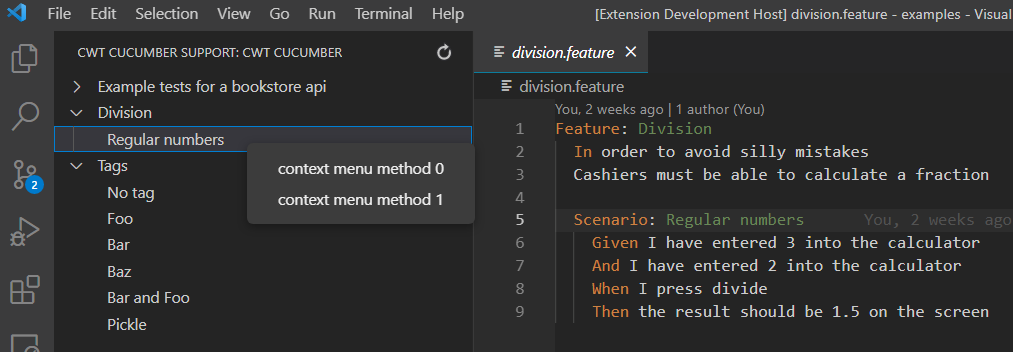 File Edit Selection View Go Run Terminal Help [Extension Development Host] division.feature - examples - Visual
CWT CUCUMBER SUPPORT: CWT CUCUMBER
Example tests for a bookstore api
Division
Regular numbers
context menu method 0
context menu method 1
Tags
No tag
Foo
Bar
Baz
Bar and Foo
Pickle
2
division.feature
division.feature
You, 2 weeks ago | 1 author (You)
1 Feature: Division
2 In order to avoid silly mistakes
3 Cashiers must be able to calculate a fraction
4
5 Scenario: Regular numbers You, 2 weeks ago
6 Given I have entered 3 into the calculator
7 And I have entered 2 into the calculator
8 When I press divide
9 Then the result should be 1.5 on the screen